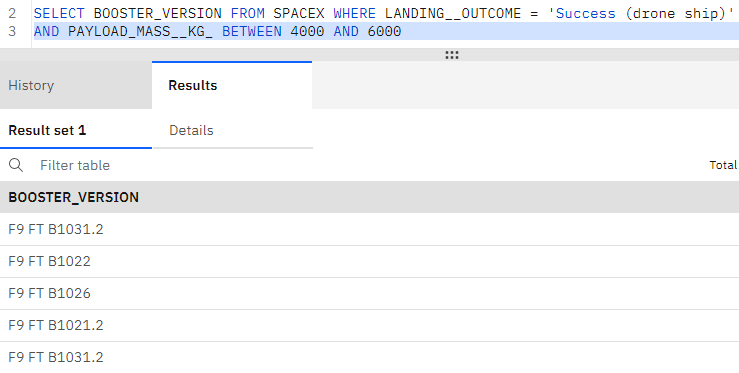 2 SELECT BOOSTER_VERSION FROM SPACEX WHERE LANDING__OUTCOME = 'Success (drone ship)'
3 AND PAYLOAD_MASS__KG_ BETWEEN 4000 AND 6000
History Results
Result set 1 Details
Filter table Total
BOOSTER_VERSION
F9 FT B1031.2
F9 FT B1022
F9 FT B1026
F9 FT B1021.2
F9 FT B1031.2